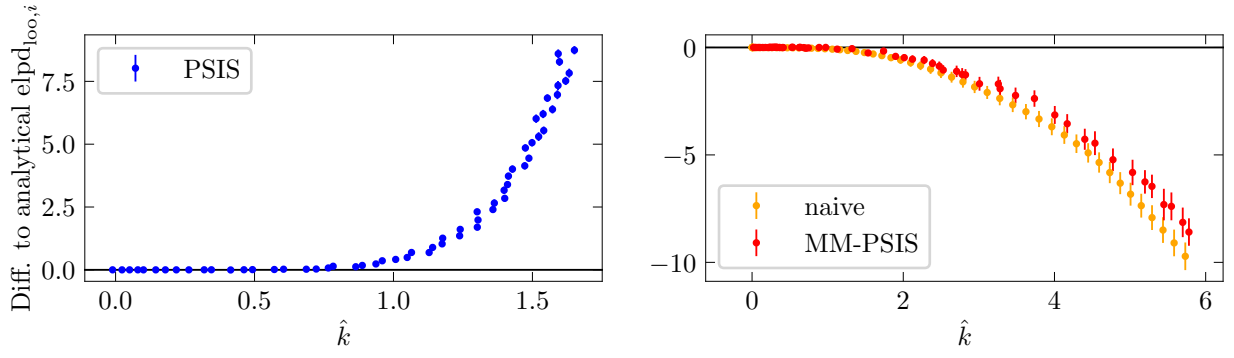 Diff. to analytical elpd_{loo,i}
7.5
5.0
2.5
0.0
0.0
0.5
1.0
1.5
k̂
PSIS
0
−5
−10
0
2
4
6
k̂
naive
MM-PSIS